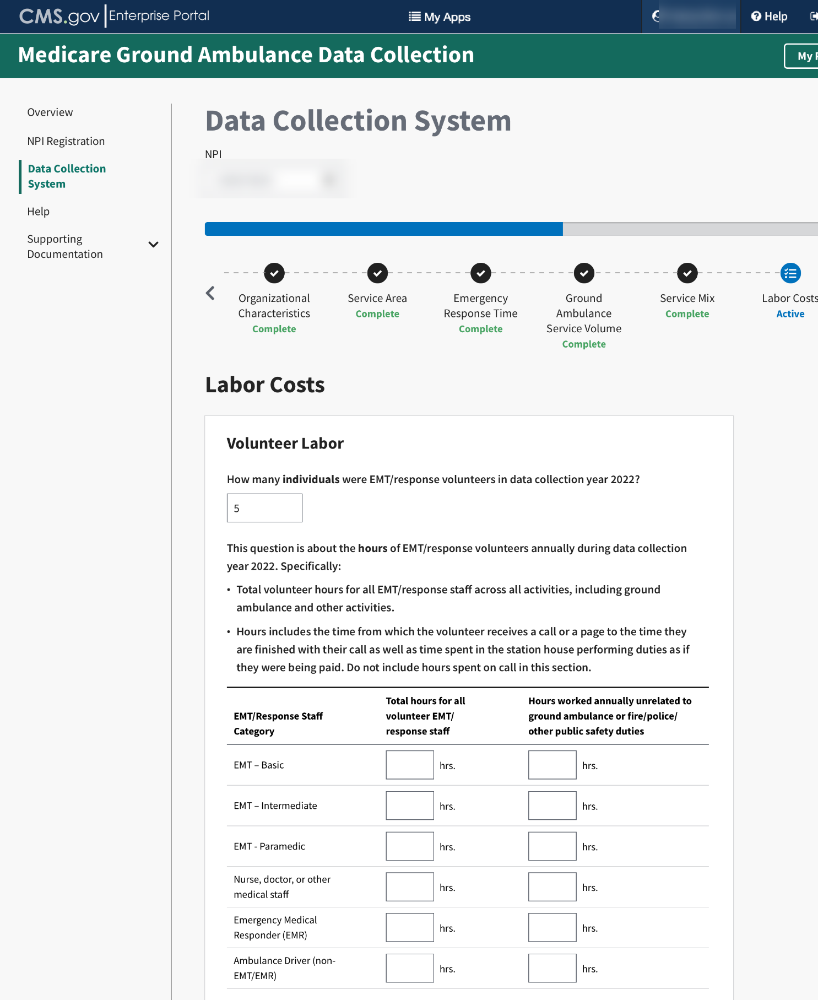 CMS.gov Enterprise Portal
My Apps
Help
Medicare Ground Ambulance Data Collection
My
Overview
NPI Registration
Data Collection
System
Help
Supporting
Documentation
Data Collection System
NPI
Organizational
Characteristics
Complete
Service Area
Complete
Emergency
Response Time
Complete
Ground
Ambulance
Service Volume
Complete
Service Mix
Complete
Labor Costs
Active
Labor Costs
Volunteer Labor
How many individuals were EMT/response volunteers in data collection year 2022?
5
This question is about the hours of EMT/response volunteers annually during data collection
year 2022. Specifically:
• Total volunteer hours for all EMT/response staff across all activities, including ground
ambulance and other activities.
• Hours includes the time from which the volunteer receives a call or a page to the time they
are finished with their call as well as time spent in the station house performing duties as if
they were being paid. Do not include hours spent on call in this section.
EMT/Response Staff
Category
Total hours for all
volunteer EMT/
response staff
Hours worked annually unrelated to
ground ambulance or fire/police/
other public safety duties
EMT – Basic
hrs. hrs.
EMT – Intermediate
hrs. hrs.
EMT - Paramedic
hrs. hrs.
Nurse, doctor, or other
medical staff
hrs. hrs.
Emergency Medical
Responder (EMR)
hrs. hrs.
Ambulance Driver (non-
EMT/EMR)
hrs. hrs.